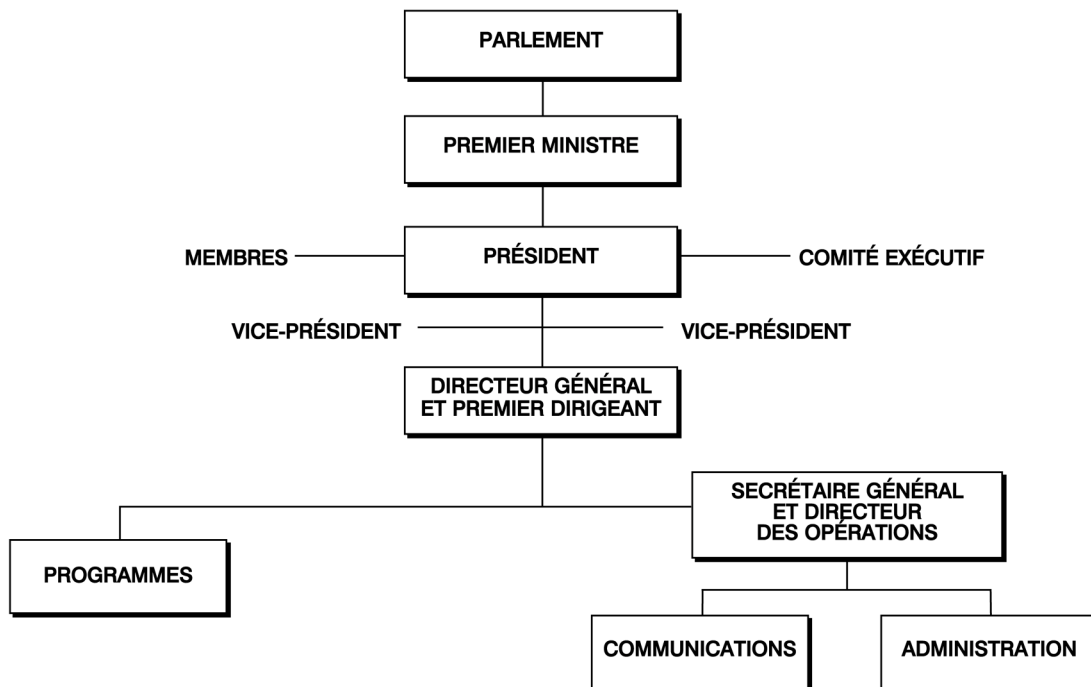 PARLEMENT
PREMIER MINISTRE
MEMBRES
PRÉSIDENT
COMITÉ EXÉCUTIF
VICE-PRÉSIDENT
VICE-PRÉSIDENT
DIRECTEUR GÉNÉRAL
ET PREMIER DIRIGEANT
SECRÉTAIRE GÉNÉRAL
ET DIRECTEUR
DES OPÉRATIONS
PROGRAMMES
COMMUNICATIONS
ADMINISTRATION